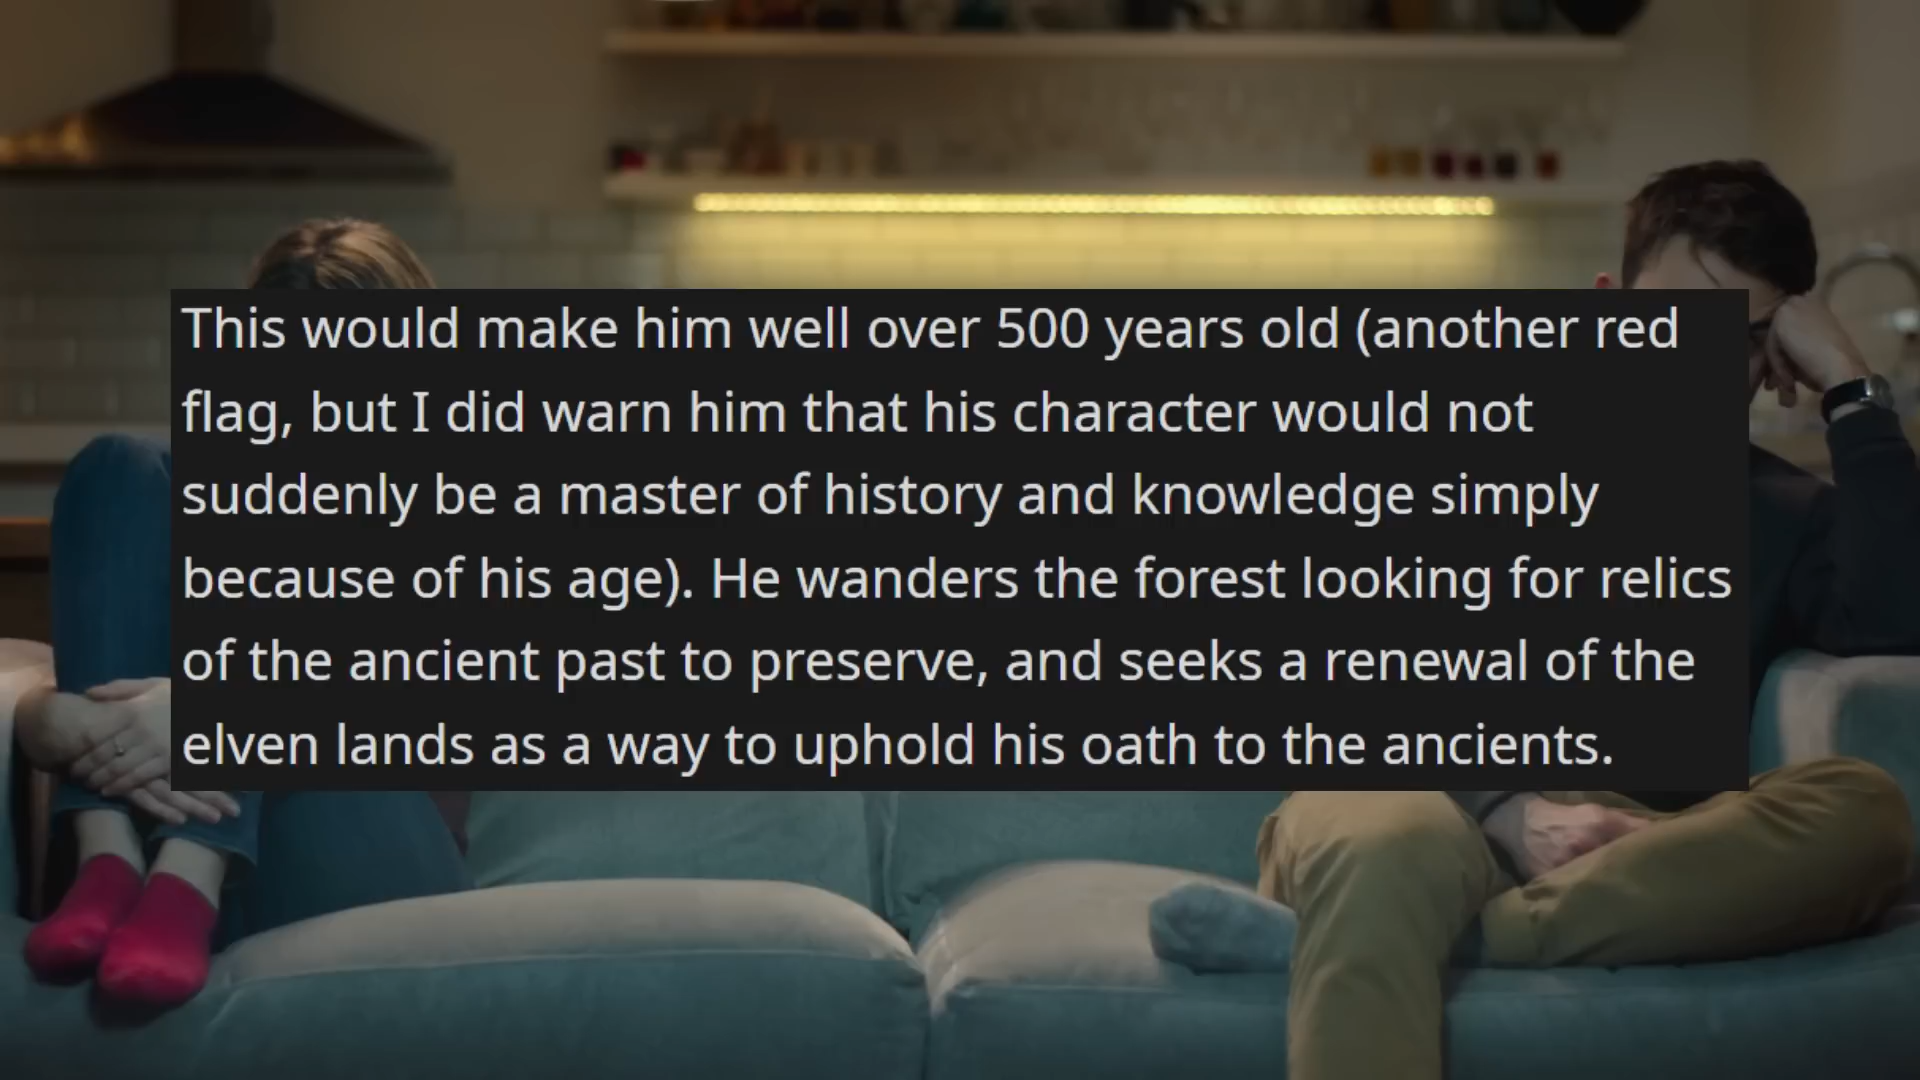 This would make him well over 500 years old (another red
flag, but I did warn him that his character would not
suddenly be a master of history and knowledge simply
because of his age). He wanders the forest looking for relics
of the ancient past to preserve, and seeks a renewal of the
elven lands as a way to uphold his oath to the ancients.